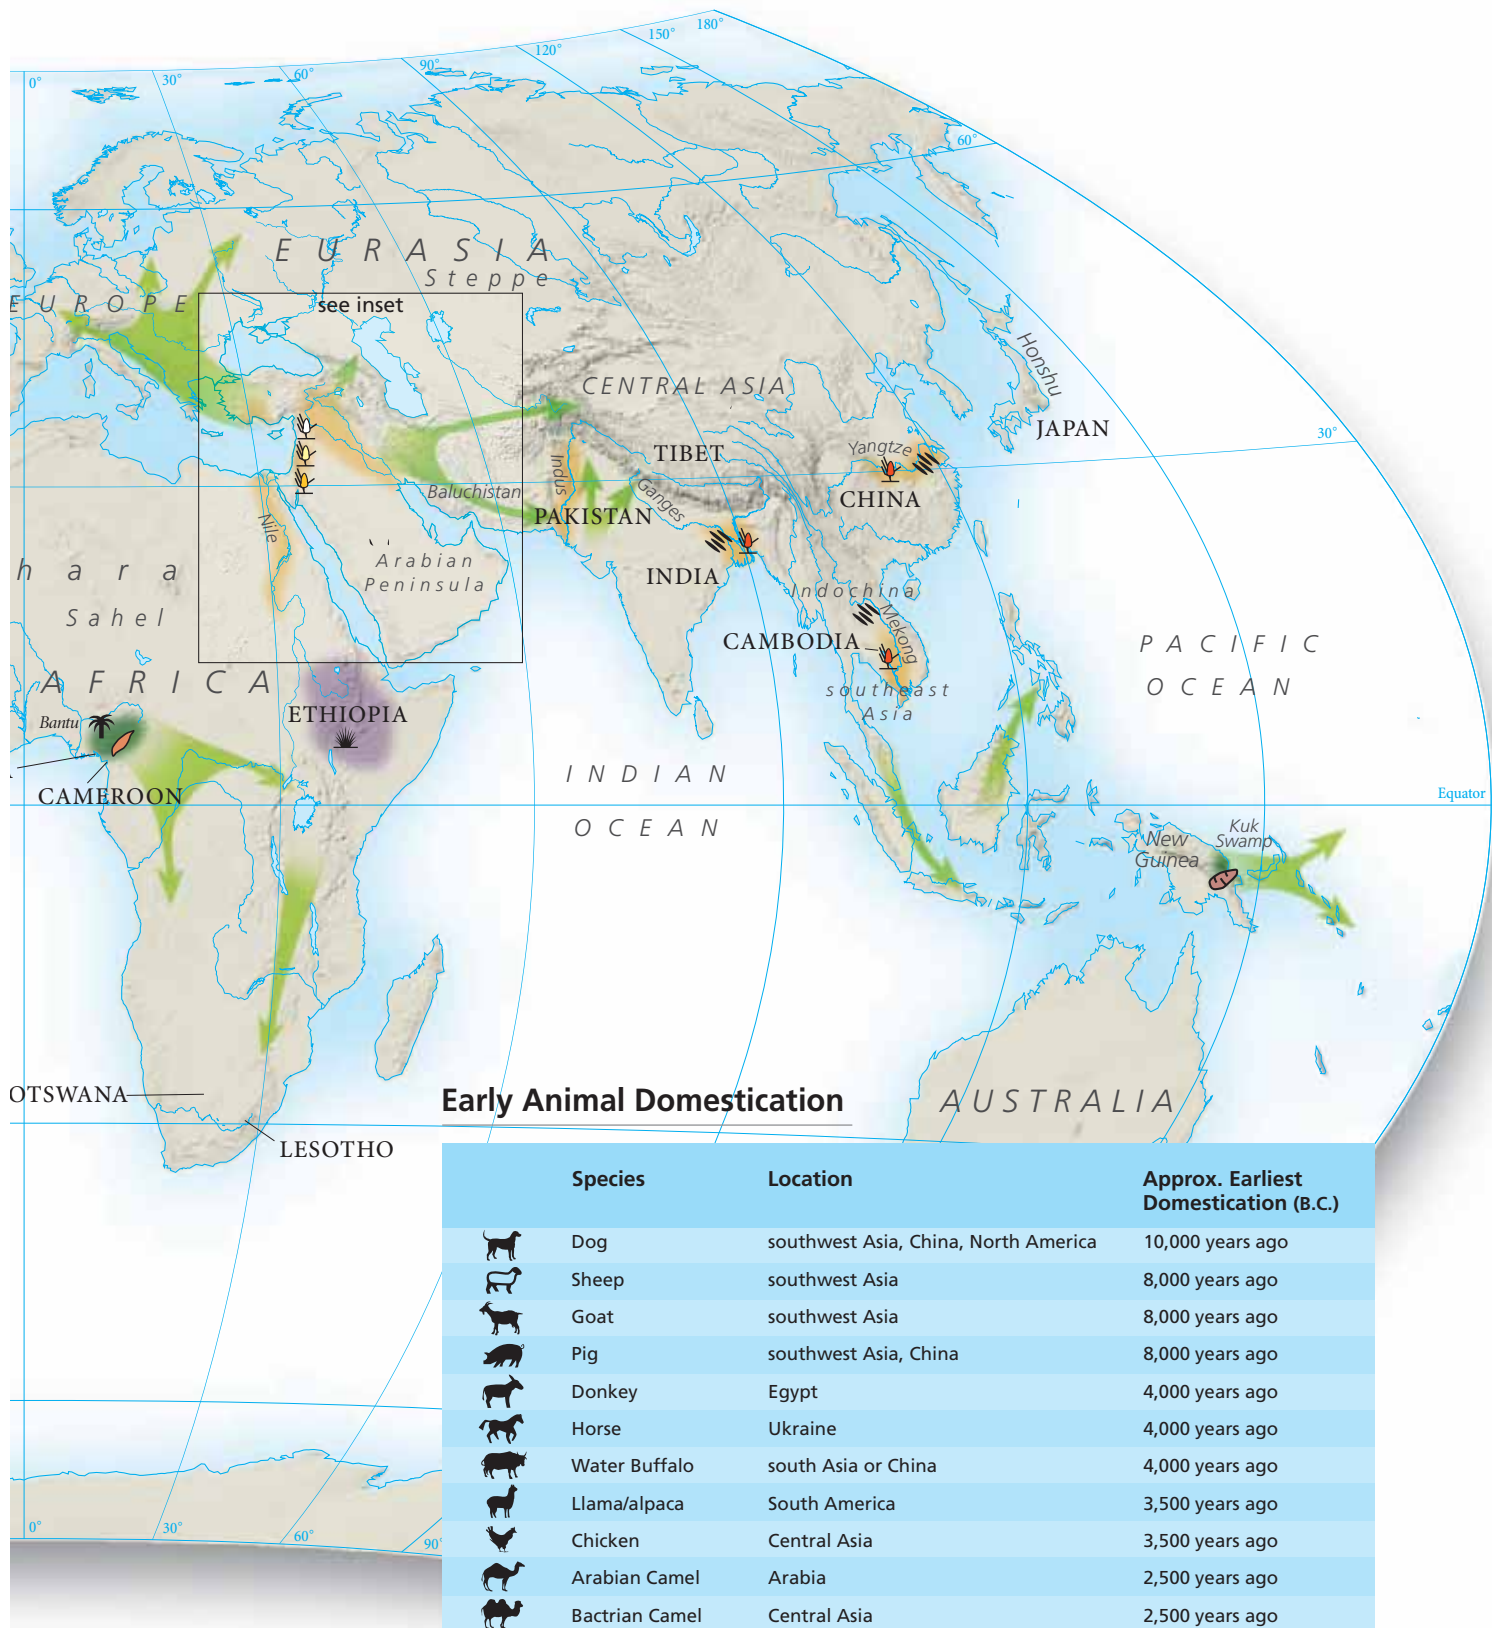 180°
150°
120°
90°
60°
30°
0°
60°
EURASIA
Steppe
EUROPE
see inset
Honshu
CENTRAL ASIA
JAPAN
30°
TIBET
Yangtze
Indus
Baluchistan
Ganges
CHINA
PAKISTAN
Nile
Arabian
Peninsula
INDIA
hara
Sahel
Indochina
Mekong
CAMBODIA
PACIFIC
OCEAN
AFRICA
southeast
Asia
Bantu
ETHIOPIA
INDIAN
OCEAN
CAMEROON
Equator
Kuk
Swamp
New
Guinea
OTSWANA
LESOTHO
AUSTRALIA
Early Animal Domestication
Species Location Approx. Earliest
Domestication (B.C.)
Dog southwest Asia, China, North America 10,000 years ago
Sheep southwest Asia 8,000 years ago
Goat southwest Asia 8,000 years ago
Pig southwest Asia, China 8,000 years ago
Donkey Egypt 4,000 years ago
Horse Ukraine 4,000 years ago
Water Buffalo south Asia or China 4,000 years ago
Llama/alpaca South America 3,500 years ago
Chicken Central Asia 3,500 years ago
Arabian Camel Arabia 2,500 years ago
Bactrian Camel Central Asia 2,500 years ago
0°
30°
60°
90°